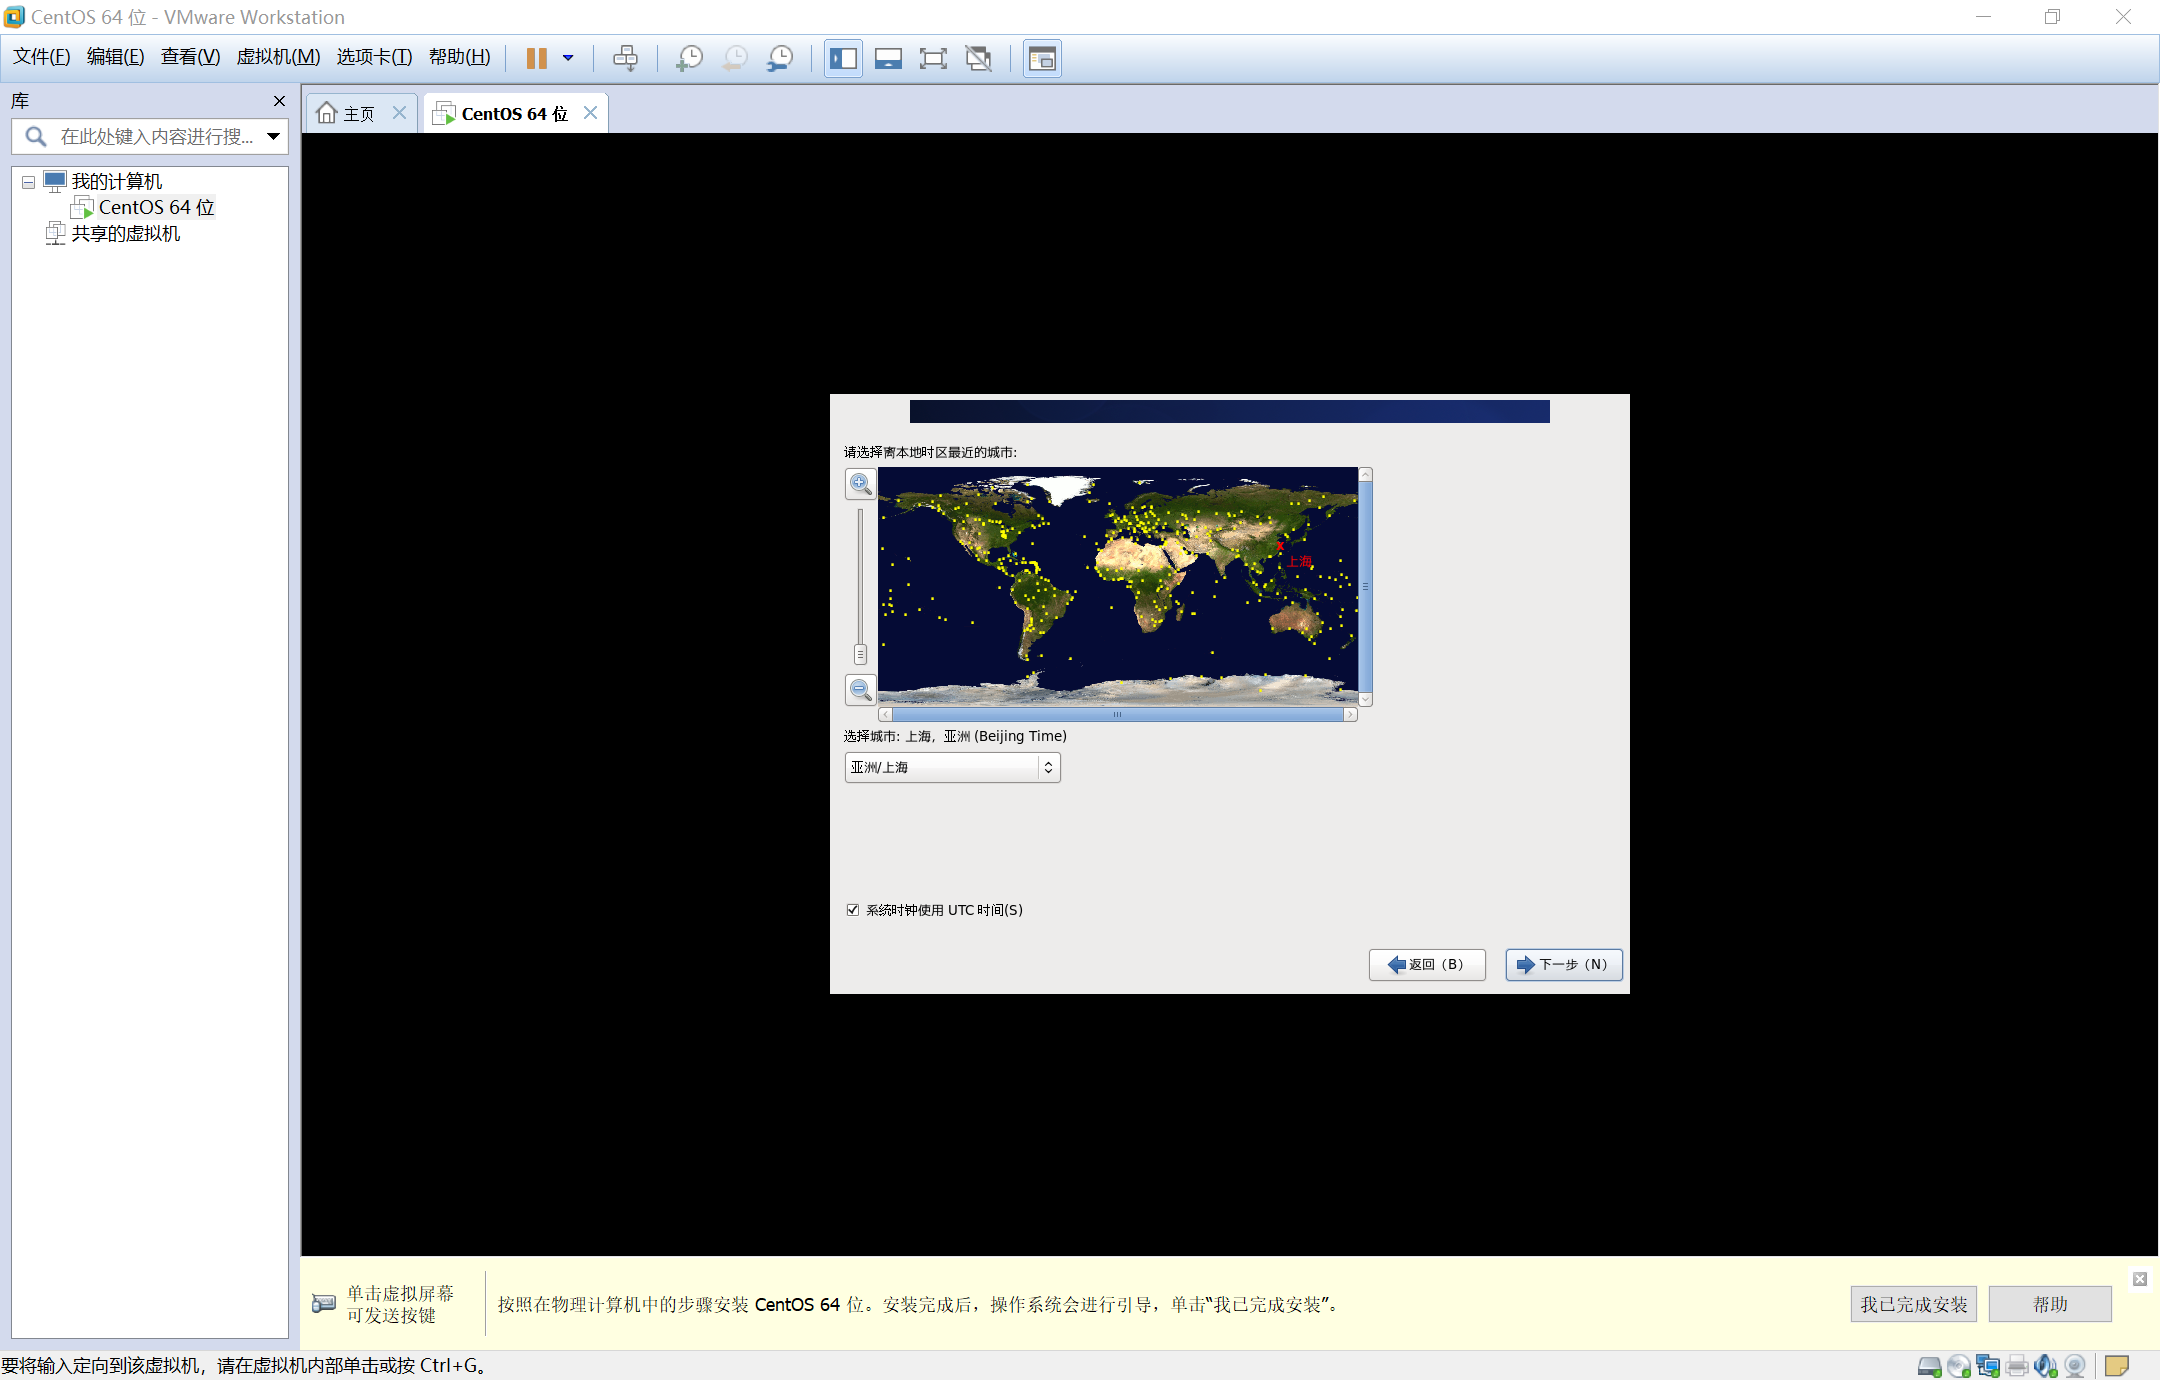 CentOS 64 位 - VMware Workstation
文件(F) 编辑(E) 查看(V) 虚拟机(M) 选项卡(T) 帮助(H)
库
在此处键入内容进行搜...
我的计算机
CentOS 64 位
共享的虚拟机
主页
CentOS 64 位
请选择离本地时区最近的城市:
上海
选择城市: 上海, 亚洲 (Beijing Time)
亚洲/上海
系统时钟使用 UTC 时间(S)
返回（B）
下一步（N）
单击虚拟屏幕
可发送按键
按照在物理计算机中的步骤安装 CentOS 64 位。安装完成后，操作系统会进行引导，单击“我已完成安装”。
我已完成安装
帮助
要将输入定向到该虚拟机，请在虚拟机内部单击或按 Ctrl+G。